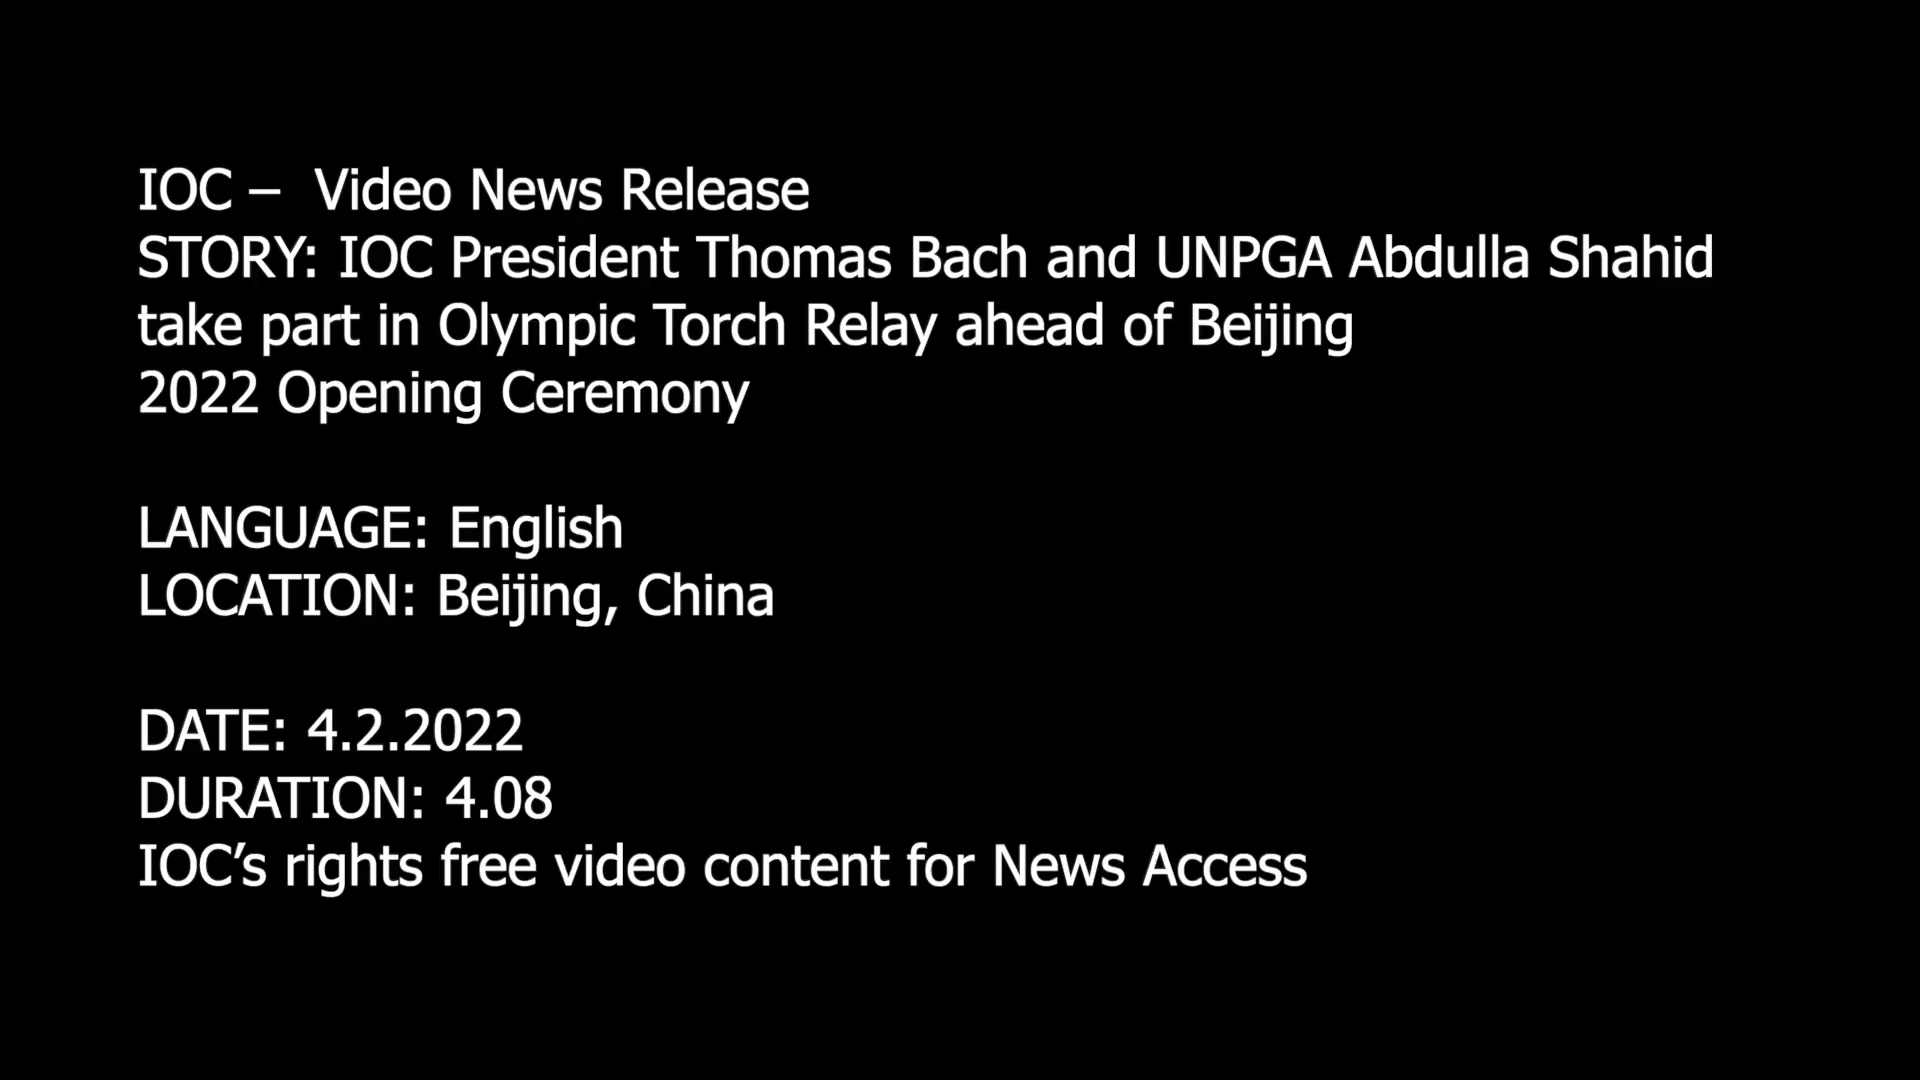 IOC –  Video News Release
STORY: IOC President Thomas Bach and UNPGA Abdulla Shahid
take part in Olympic Torch Relay ahead of Beijing
2022 Opening Ceremony
LANGUAGE: English
LOCATION: Beijing, China
DATE: 4.2.2022
DURATION: 4.08
IOC’s rights free video content for News Access